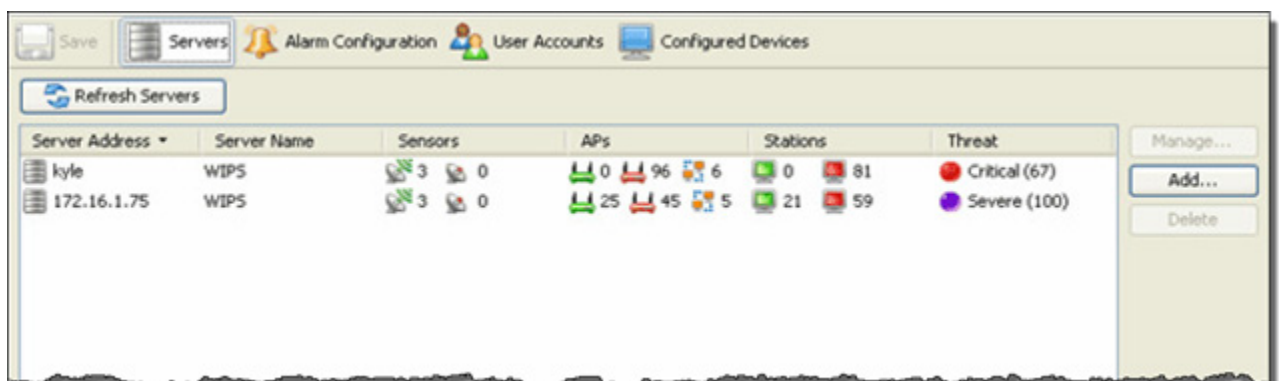 Save Servers Alarm Configuration User Accounts Configured Devices
Refresh Servers
Server Address Server Name Sensors APs Stations Threat Manage...
kyle WIPS 3 0 0 96 6 0 81 Critical (67) Add...
172.16.1.75 WIPS 3 0 25 45 5 21 59 Severe (100)
Delete